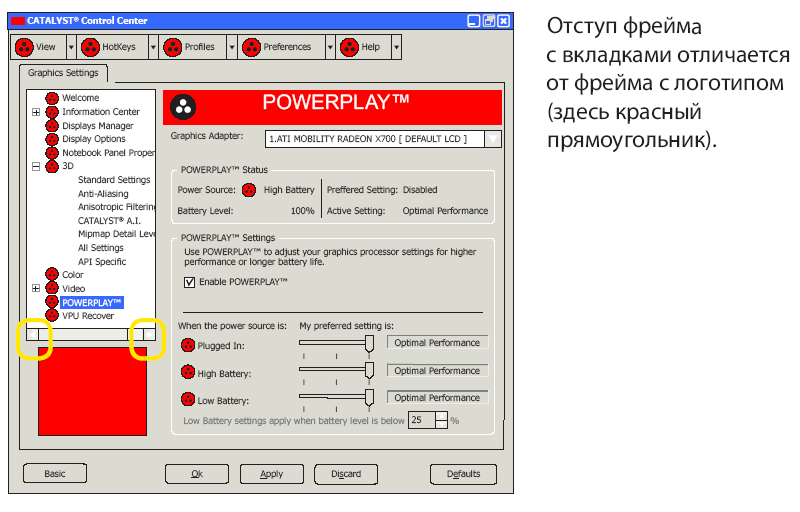 CATALYST® Control Center
View
HotKeys
Profiles
Preferences
Help
Graphics Settings
Welcome
Information Center
Displays Manager
Display Options
Notebook Panel Proper
3D
Standard Settings
Anti-Aliasing
Anisotropic Filtering
CATALYST® A.I.
Mipmap Detail Leve
All Settings
API Specific
Color
Video
POWERPLAY™
VPU Recover
POWERPLAY™
Graphics Adapter:
1.ATI MOBILITY RADEON X700 [ DEFAULT LCD ]
POWERPLAY™ Status
Power Source: High Battery
Preffered Setting: Disabled
Battery Level: 100%
Active Setting: Optimal Performance
POWERPLAY™ Settings
Use POWERPLAY™ to adjust your graphics processor settings for higher
performance or longer battery life.
Enable POWERPLAY™
When the power source is:
My preferred setting is:
Plugged In:
Optimal Performance
High Battery:
Optimal Performance
Low Battery:
Optimal Performance
Low Battery settings apply when battery level is below 25 %
Basic
Ok
Apply
Discard
Defaults
Отступ фрейма
с вкладками отличается
от фрейма с логотипом
(здесь красный
прямоугольник).